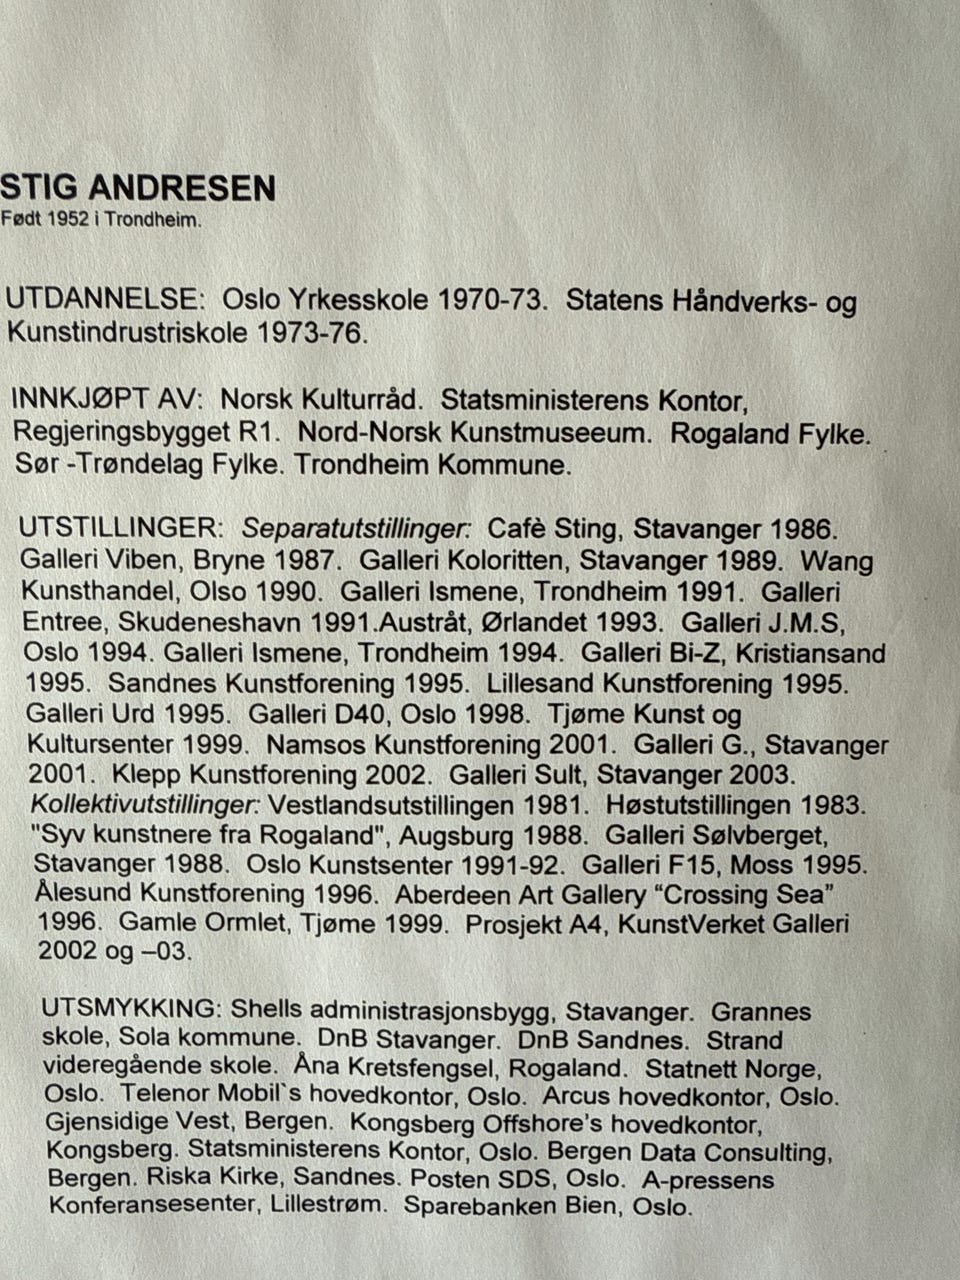 STIG ANDRESEN
Født 1952 i Trondheim.
UTDANNELSE: Oslo Yrkesskole 1970-73. Statens Håndverks- og
Kunstindrustriskole 1973-76.
INNKJØPT AV: Norsk Kulturråd. Statsministerens Kontor,
Regjeringsbygget R1. Nord-Norsk Kunstmuseeum. Rogaland Fylke.
Sør -Trøndelag Fylke. Trondheim Kommune.
UTSTILLINGER: Separatutstillinger: Cafè Sting, Stavanger 1986.
Galleri Viben, Bryne 1987. Galleri Koloritten, Stavanger 1989. Wang
Kunsthandel, Olso 1990. Galleri Ismene, Trondheim 1991. Galleri
Entree, Skudeneshavn 1991.Austråt, Ørlandet 1993. Galleri J.M.S,
Oslo 1994. Galleri Ismene, Trondheim 1994. Galleri Bi-Z, Kristiansand
1995. Sandnes Kunstforening 1995. Lillesand Kunstforening 1995.
Galleri Urd 1995. Galleri D40, Oslo 1998. Tjøme Kunst og
Kultursenter 1999. Namsos Kunstforening 2001. Galleri G., Stavanger
2001. Klepp Kunstforening 2002. Galleri Sult, Stavanger 2003.
Kollektivutstillinger: Vestlandsutstillingen 1981. Høstutstillingen 1983.
"Syv kunstnere fra Rogaland", Augsburg 1988. Galleri Sølvberget,
Stavanger 1988. Oslo Kunstsenter 1991-92. Galleri F15, Moss 1995.
Ålesund Kunstforening 1996. Aberdeen Art Gallery “Crossing Sea”
1996. Gamle Ormlet, Tjøme 1999. Prosjekt A4, KunstVerket Galleri
2002 og –03.
UTSMYKKING: Shells administrasjonsbygg, Stavanger. Grannes
skole, Sola kommune. DnB Stavanger. DnB Sandnes. Strand
videregående skole. Åna Kretsfengsel, Rogaland. Statnett Norge,
Oslo. Telenor Mobil`s hovedkontor, Oslo. Arcus hovedkontor, Oslo.
Gjensidige Vest, Bergen. Kongsberg Offshore’s hovedkontor,
Kongsberg. Statsministerens Kontor, Oslo. Bergen Data Consulting,
Bergen. Riska Kirke, Sandnes. Posten SDS, Oslo. A-pressens
Konferansesenter, Lillestrøm. Sparebanken Bien, Oslo.